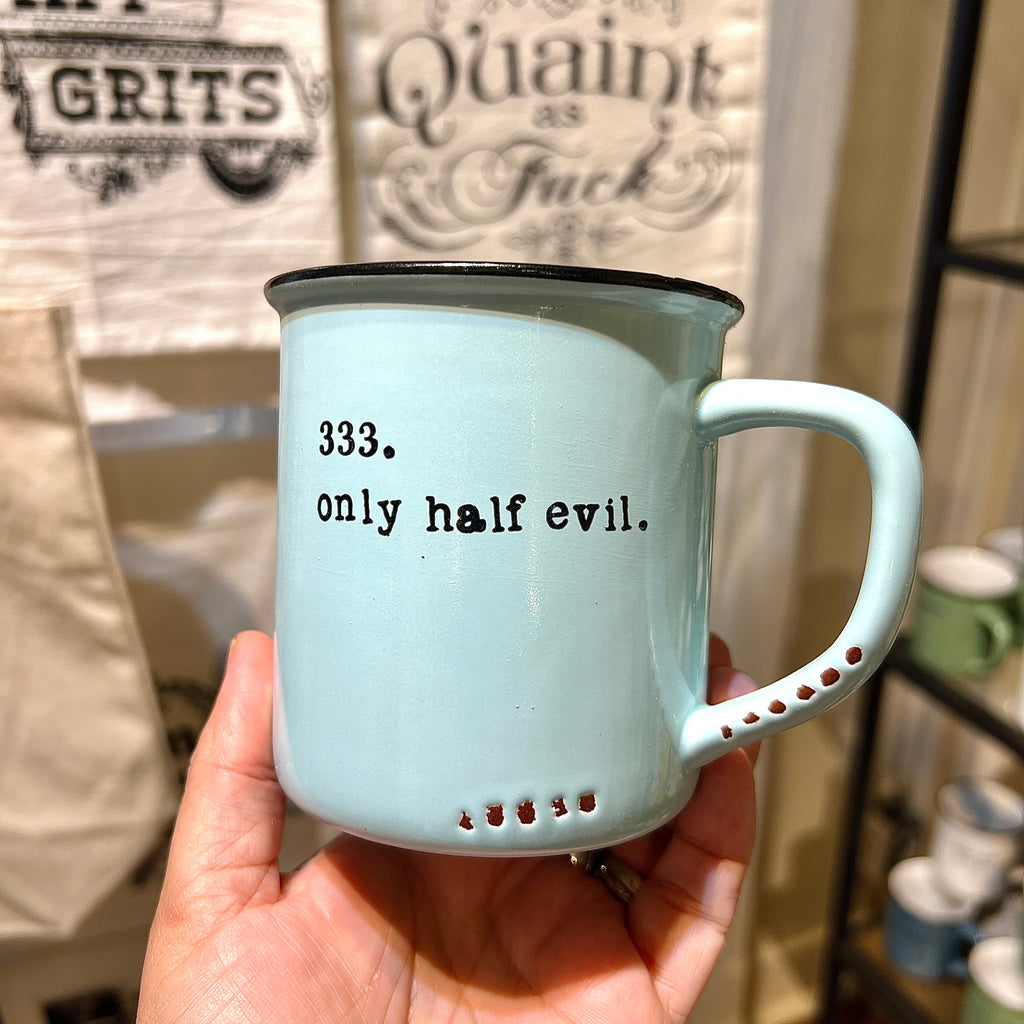 GRITS
Quaint
as
Fuck
333.
only half evil.